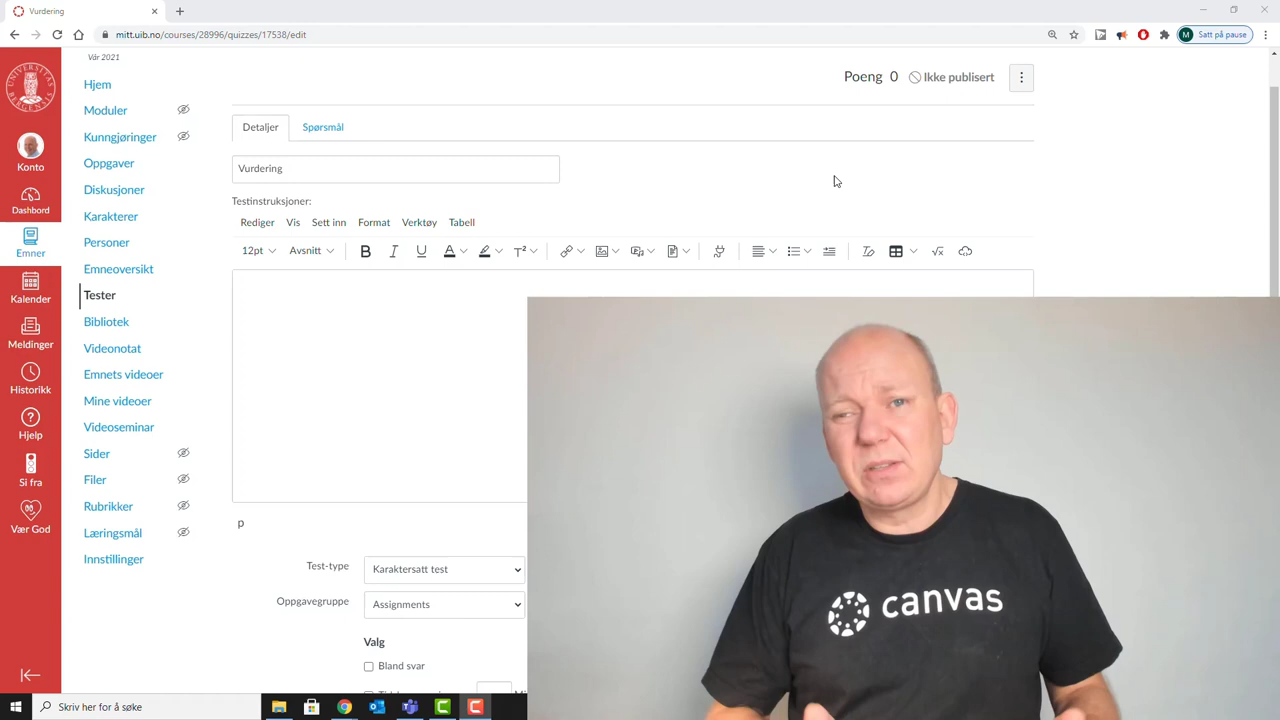 Vurdering
mitt.uib.no/courses/28996/quizzes/17538/edit
Satt på pause
M
UNIVERSITAS
BERGENSIS
Konto
Dashbord
Emner
Kalender
Meldinger
Historikk
Hjelp
Si fra
Vær God
Vår 2021
Hjem
Moduler
Kunngjøringer
Oppgaver
Diskusjoner
Karakterer
Personer
Emneoversikt
Tester
Bibliotek
Videonotat
Emnets videoer
Mine videoer
Videoseminar
Sider
Filer
Rubrikker
Læringsmål
Innstillinger
Poeng 0 Ikke publisert
Detaljer Spørsmål
Vurdering
Testinstruksjoner:
Rediger Vis Sett inn Format Verktøy Tabell
12pt Avsnitt B I U A T²
p
Test-type Karaktersatt test
Oppgavegruppe Assignments
Valg
Bland svar
canvas
Skriv her for å søke